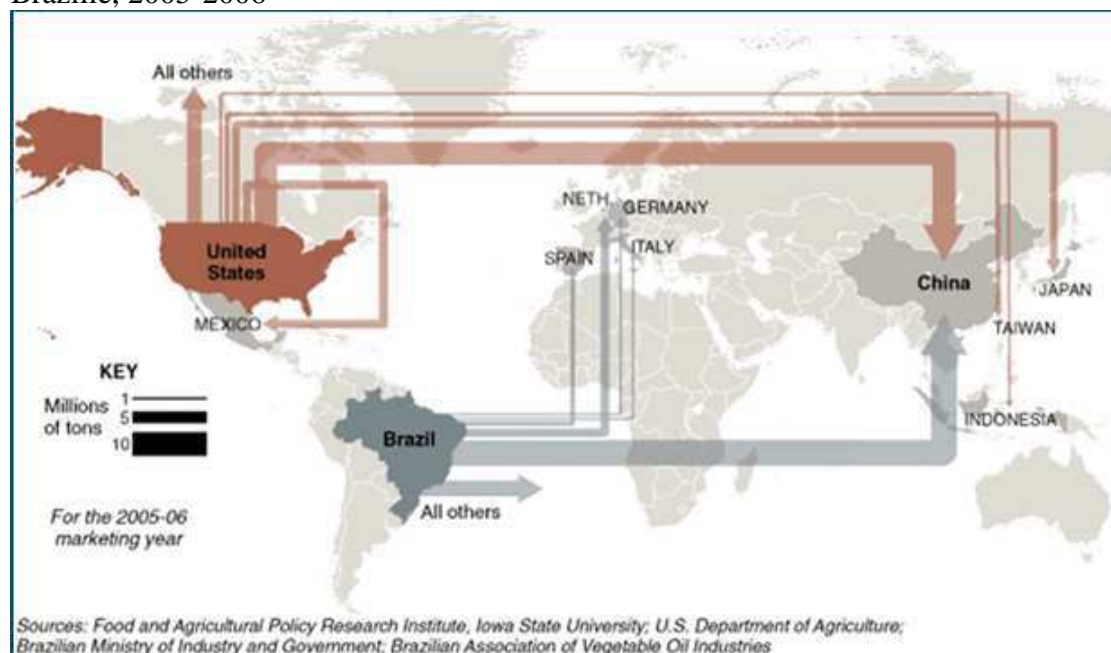 Brazilie, 2005-2006
All others
NETH.
GERMANY
United
States
SPAIN
ITALY
China
JAPAN
MEXICO
TAIWAN
KEY
Millions
of tons
1
5
10
INDONESIA
Brazil
All others
For the 2005-06
marketing year
Sources: Food and Agricultural Policy Research Institute, Iowa State University; U.S. Department of Agriculture;
Brazilian Ministry of Industry and Government; Brazilian Association of Vegetable Oil Industries